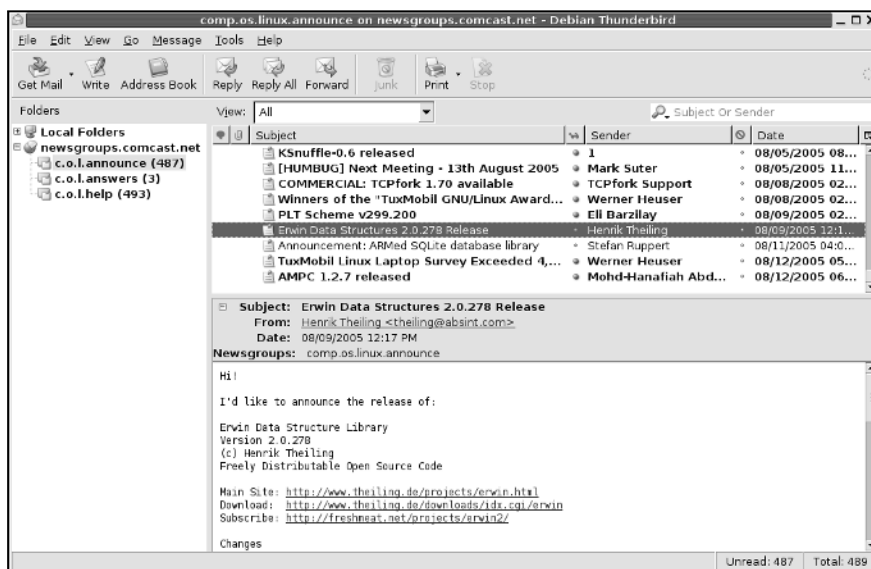 comp.os.linux.announce on newsgroups.comcast.net - Debian Thunderbird
File Edit View Go Message Tools Help
Get Mail Write Address Book Reply Reply All Forward Junk Print Stop
Folders View: All Subject Or Sender
Local Folders
newsgroups.comcast.net
c.o.l.announce (487)
c.o.l.answers (3)
c.o.l.help (493)
Subject Sender Date
KSnuffle-0.6 released 1 08/05/2005 08...
[HUMBUG] Next Meeting - 13th August 2005 Mark Suter 08/05/2005 11...
COMMERCIAL: TCPfork 1.70 available TCPfork Support 08/08/2005 02...
Winners of the "TuxMobil GNU/Linux Award... Werner Heuser 08/08/2005 02...
PLT Scheme v299.200 Eli Barzilay 08/09/2005 02...
Erwin Data Structures 2.0.278 Release Henrik Theiling 08/09/2005 12:1...
Announcement: ARMed SQLite database library Stefan Ruppert 08/11/2005 04:0...
TuxMobil Linux Laptop Survey Exceeded 4,... Werner Heuser 08/12/2005 05...
AMPC 1.2.7 released Mohd-Hanafiah Abd... 08/12/2005 06...
Subject: Erwin Data Structures 2.0.278 Release
From: Henrik Theiling <theiling@absint.com>
Date: 08/09/2005 12:17 PM
Newsgroups: comp.os.linux.announce
Hi!
I'd like to announce the release of:
Erwin Data Structure Library
Version 2.0.278
(c) Henrik Theiling
Freely Distributable Open Source Code
Main Site: http://www.theiling.de/projects/erwin.html
Download: http://www.theiling.de/downloads/idx.cgi/erwin
Subscribe: http://freshmeat.net/projects/erwin2/
Changes
Unread: 487 Total: 489